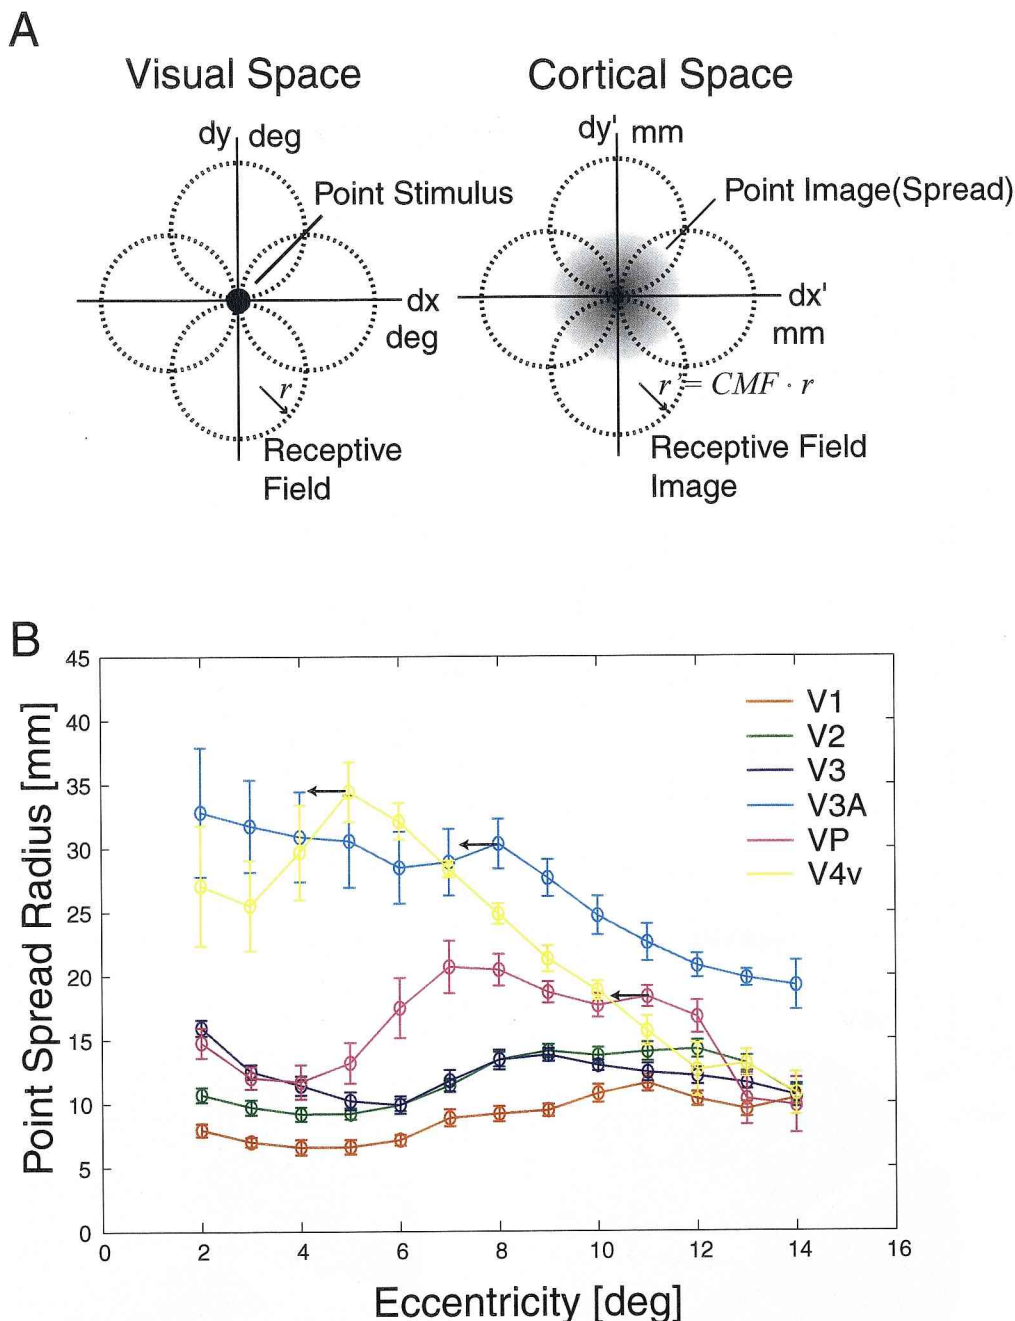 A
Visual Space
Cortical Space
dy deg
dy' mm
Point Stimulus
Point Image(Spread)
dx
deg
dx'
mm
r
r'= CMF · r
Receptive
Field
Receptive Field
Image
B
45
40
35
30
25
20
15
10
5
0
Point Spread Radius [mm]
V1
V2
V3
V3A
VP
V4v
0 2 4 6 8 10 12 14 16
Eccentricity [deg]